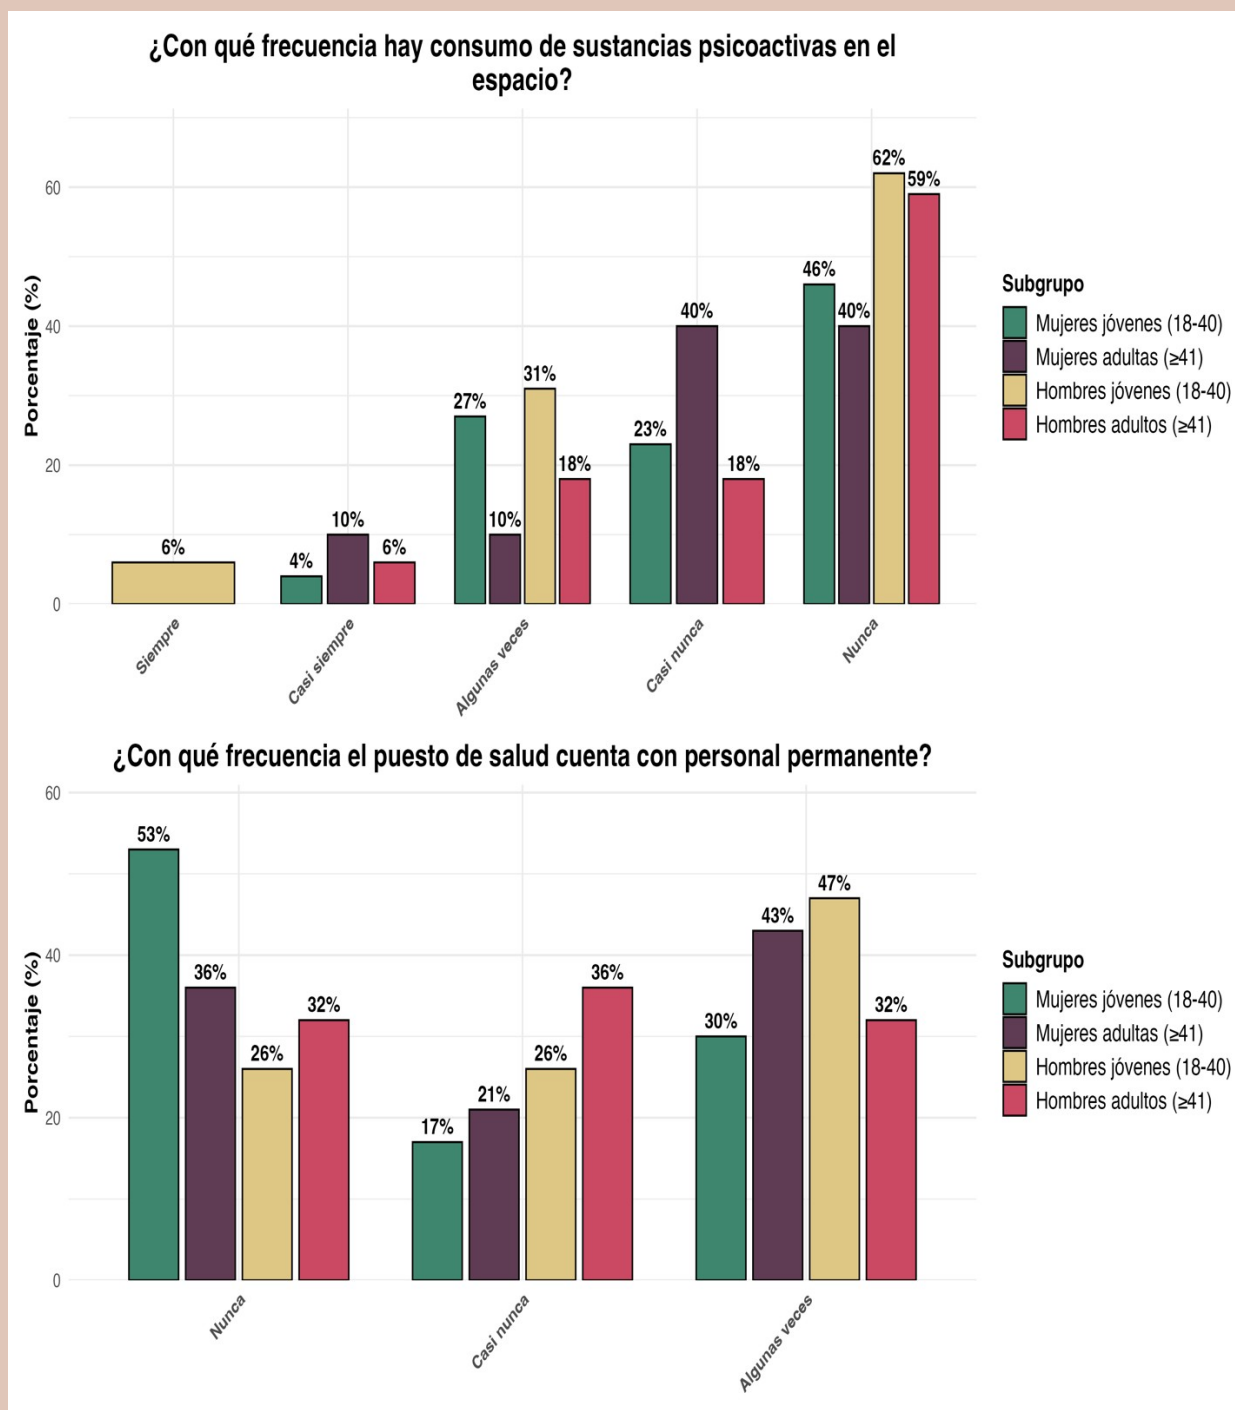 ¿Con qué frecuencia hay consumo de sustancias psicoactivas en el
espacio?
Porcentaje (%)
60
40
20
0
6%
4%
10%
6%
27%
10%
31%
18%
23%
40%
18%
46%
40%
62%
59%
Siempre
Casi siempre
Algunas veces
Casi nunca
Nunca
Subgrupo
Mujeres jóvenes (18-40)
Mujeres adultas (≥41)
Hombres jóvenes (18-40)
Hombres adultos (≥41)
¿Con qué frecuencia el puesto de salud cuenta con personal permanente?
Porcentaje (%)
60
40
20
0
53%
36%
26%
32%
17%
21%
26%
36%
30%
43%
47%
32%
Nunca
Casi nunca
Algunas veces
Subgrupo
Mujeres jóvenes (18-40)
Mujeres adultas (≥41)
Hombres jóvenes (18-40)
Hombres adultos (≥41)